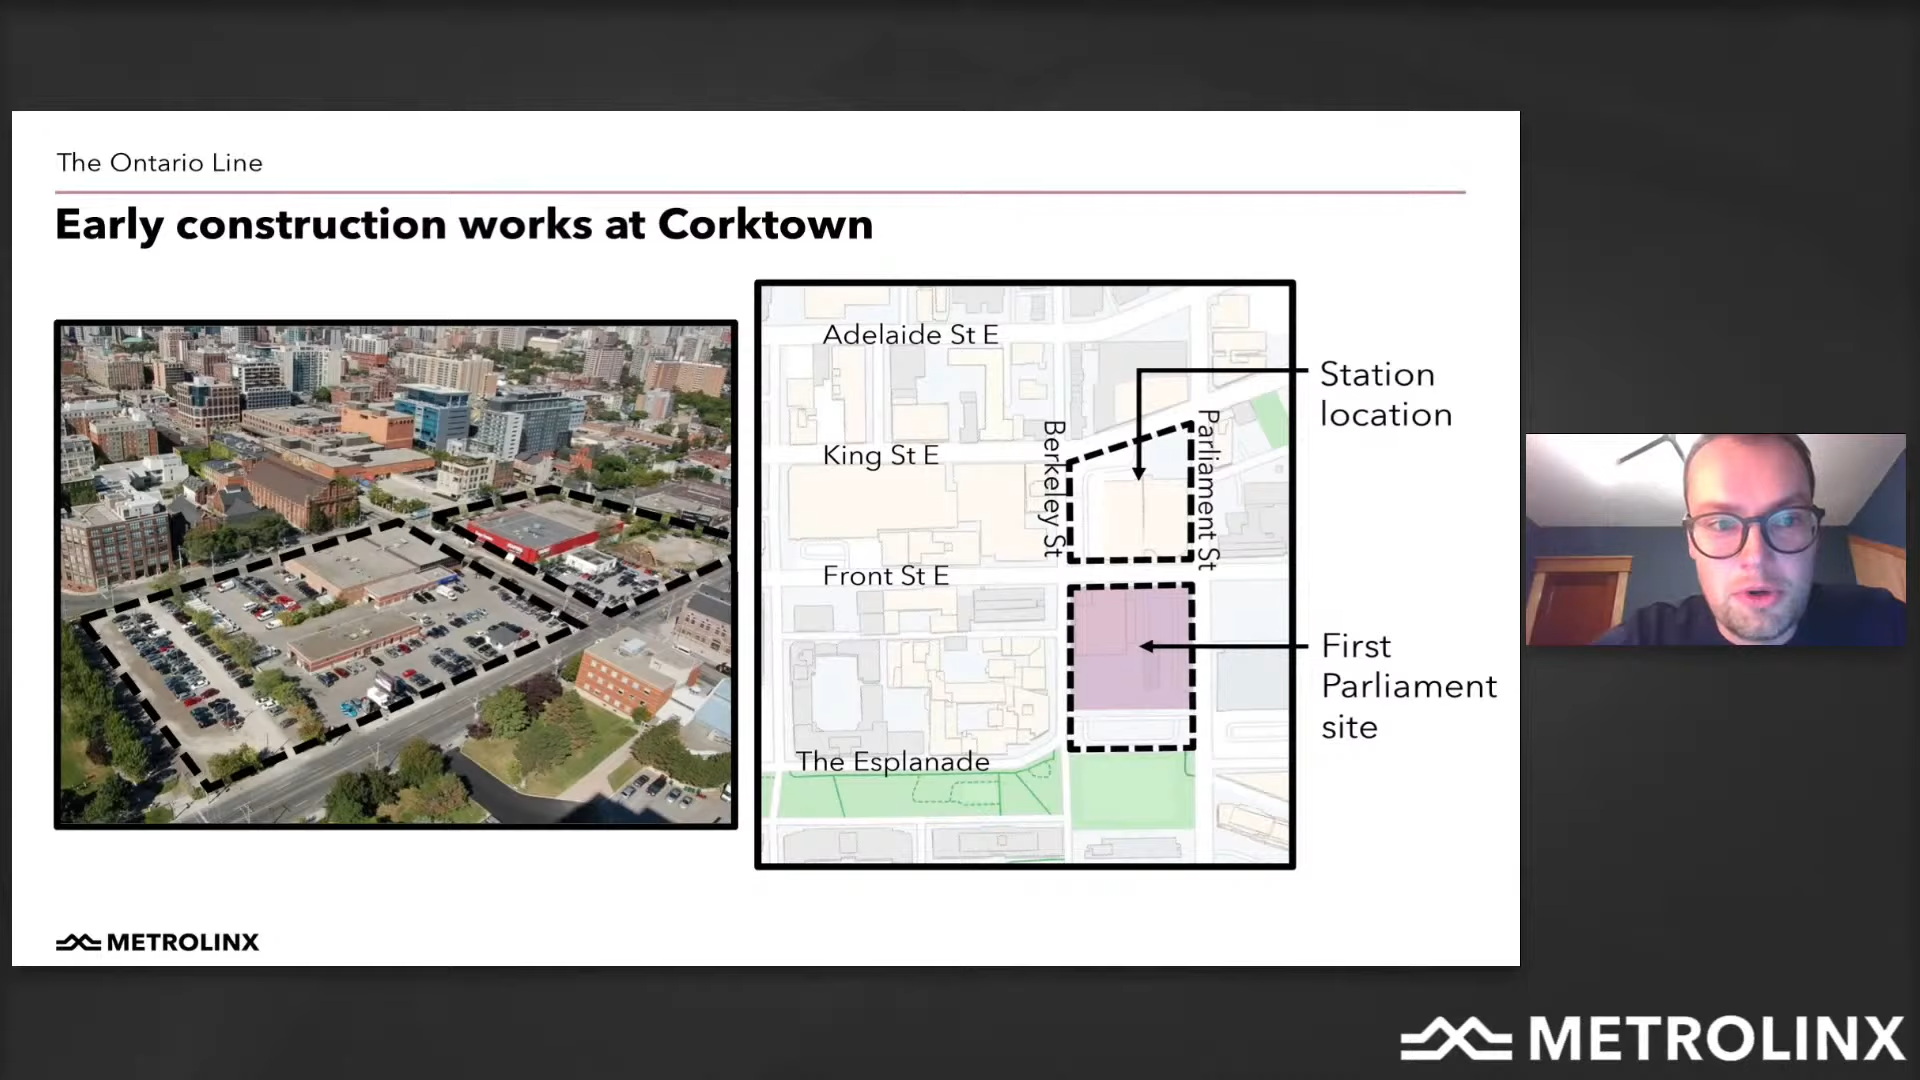 The Ontario Line
Early construction works at Corktown
Adelaide St E
King St E
Front St E
The Esplanade
Berkeley St
Parliament St
Station
location
First
Parliament
site
METROLINX
METROLINX